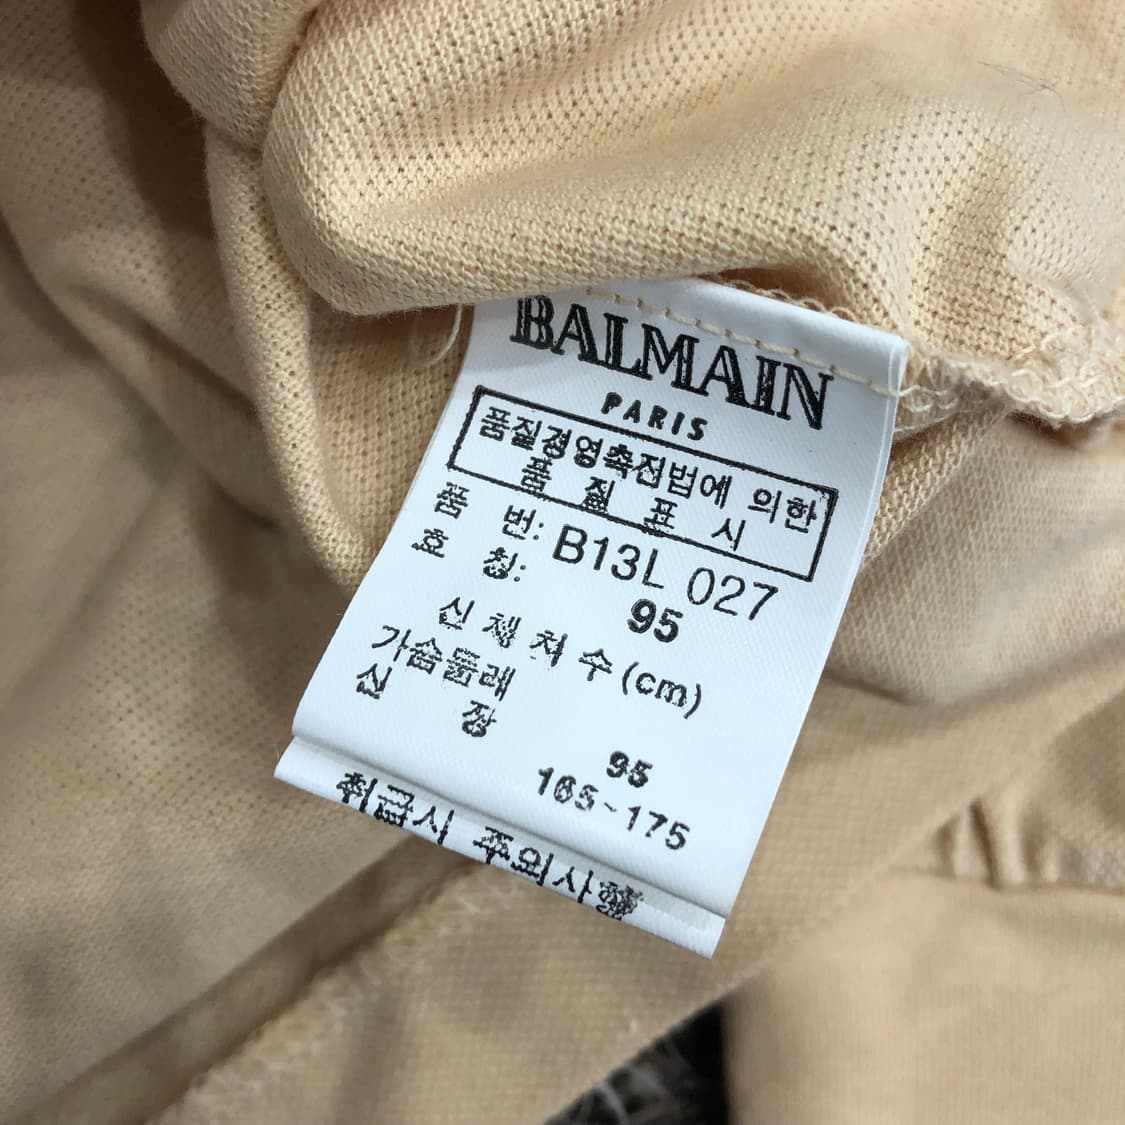 BALMAIN
PARIS
품질경영촉진법에 의한
품 질 표 시
품 번: B13L 027
호 칭: 95
신 체 치 수 (cm)
가슴둘레 95
신 장 165~175
취급시 주의사항